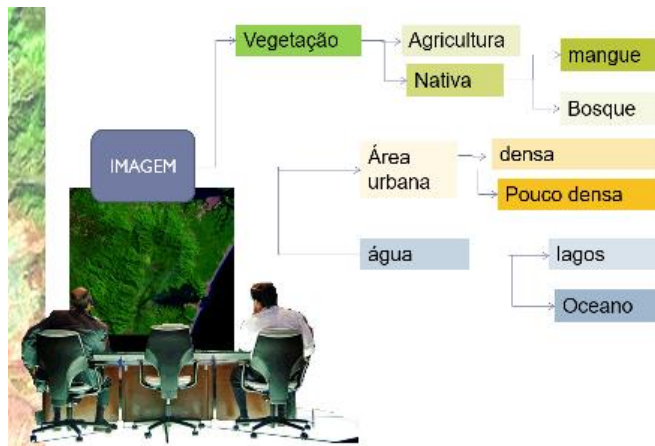 Vegetação
Agricultura
Nativa
mangue
Bosque
IMAGEM
Área
urbana
densa
Pouco densa
água
lagos
Oceano